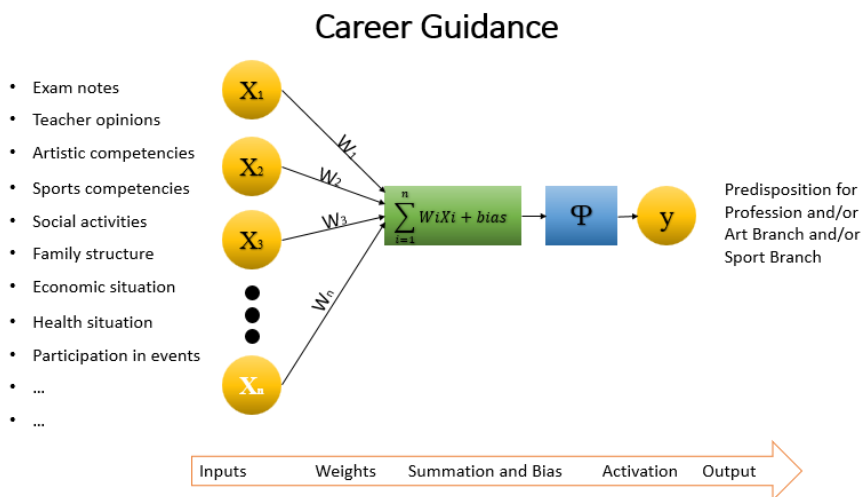 Career Guidance
• Exam notes
• Teacher opinions
• Artistic competencies
• Sports competencies
• Social activities
• Family structure
• Economic situation
• Health situation
• Participation in events
• ...
• ...
X1
X2
X3
Xn
W1
W2
W3
Wn
n
∑ WiXi + bias
i=1
φ
y
Predisposition for
Profession and/or
Art Branch and/or
Sport Branch
Inputs Weights Summation and Bias Activation Output